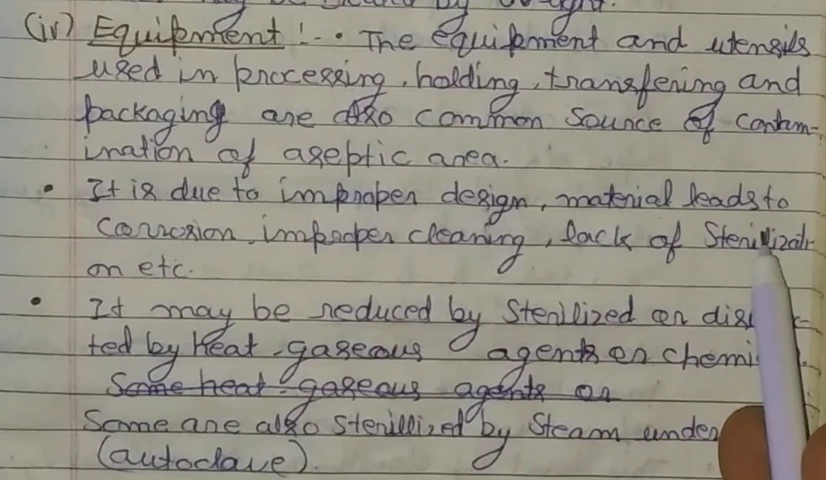 (iv) Equipment :-• The equipment and utensils
used in processing, holding, transfering and
packaging are also common source of contam-
ination of aseptic area.
• It is due to improper design, material leads to
corrosion, improper cleaning, lack of Sterilizati-
on etc.
• It may be reduced by Sterilized or
ted by heat, gaseous agents or chemi
Some heat, gaseous agents or
Some are also sterillized by Steam under
(autoclave).